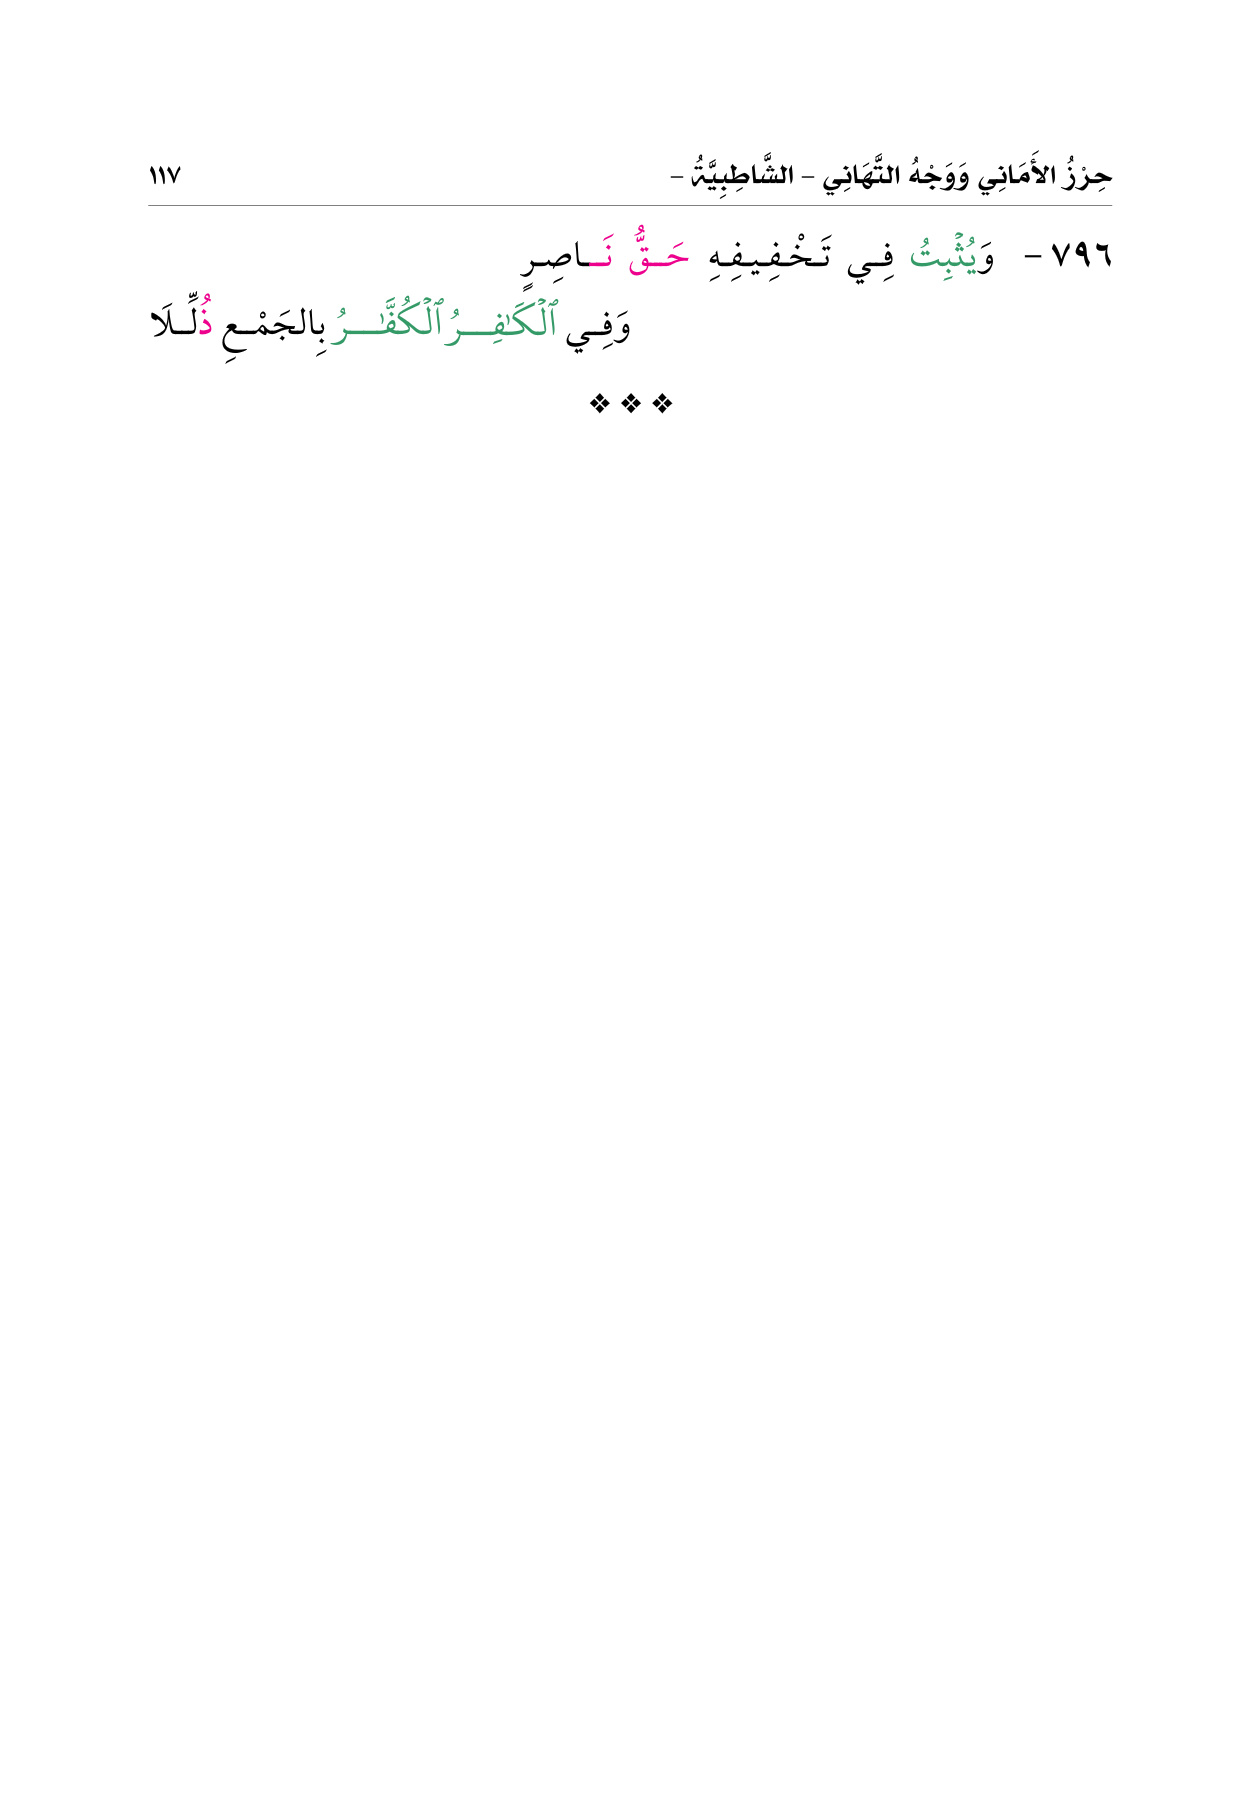 حِرْزُ الأَمَانِي وَوَجْهُ التَّهَانِي – الشَّاطِبِيَّةُ – ١١٧
٧٩٦ – وَيُثْبِتُ فِي تَخْفِيفِهِ حَقُّ نَاصِرٍ
وَفِي ٱلْكَـٰفِرُ ٱلْكُفَّـٰرُ بِالجَمْعِ ذُلِّلَا
❖ ❖ ❖